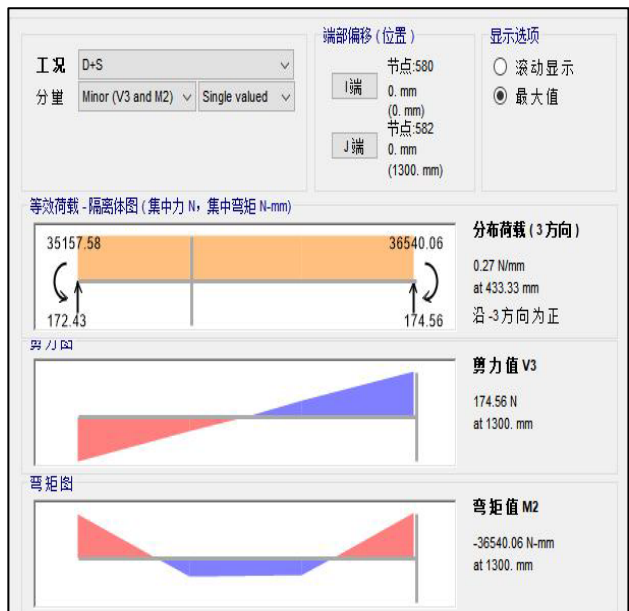 端部偏移 ( 位置 )
显示选项
工况 D+S
节点:580
滚动显示
分量 Minor (V3 and M2) Single valued
I端
0. mm
最大值
(0. mm)
节点:582
J 端
0. mm
(1300. mm)
等效荷载 - 隔离体图 ( 集中力 N，集中弯矩 N-mm)
分布荷载 ( 3 方向 )
35157.58 36540.06
0.27 N/mm
at 433.33 mm
沿 -3 方向为正
172.43 174.56
剪力图
剪力值 V3
174.56 N
at 1300. mm
弯矩图
弯矩值 M2
-36540.06 N-mm
at 1300. mm